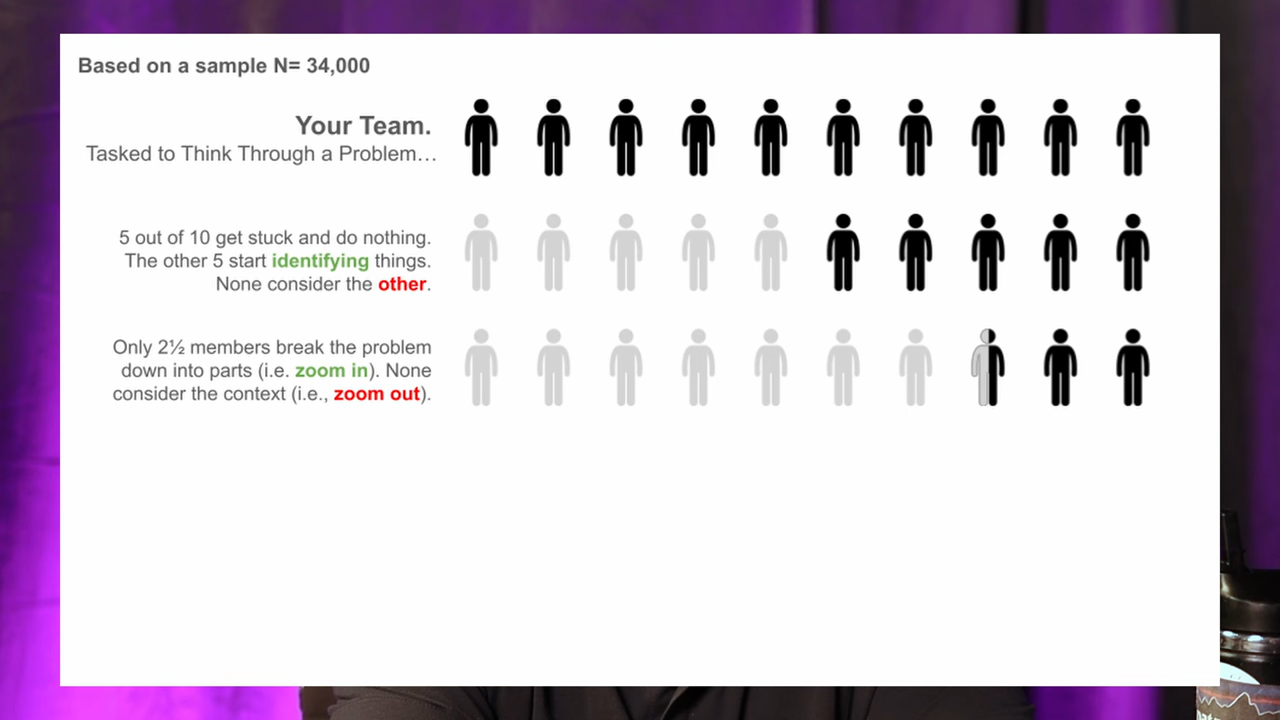 Based on a sample N= 34,000
Your Team.
Tasked to Think Through a Problem…
5 out of 10 get stuck and do nothing.
The other 5 start identifying things.
None consider the other.
Only 2½ members break the problem
down into parts (i.e. zoom in). None
consider the context (i.e., zoom out).